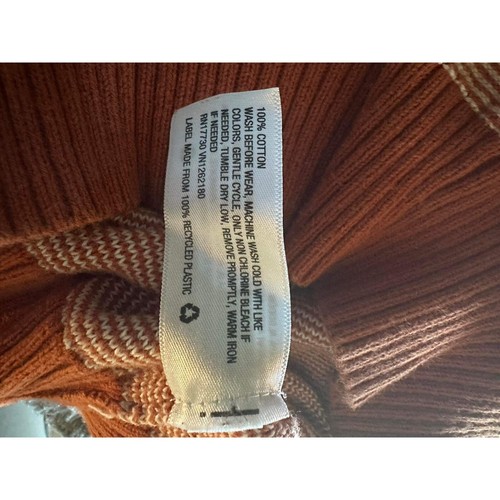 100% COTTON
WASH BEFORE WEAR, MACHINE WASH COLD WITH LIKE
COLORS, GENTLE CYCLE, ONLY NON CHLORINE BLEACH IF
NEEDED, TUMBLE DRY LOW, REMOVE PROMPTLY, WARM IRON
IF NEEDED
RN17730 VN1262180
LABEL MADE FROM 100% RECYCLED PLASTIC